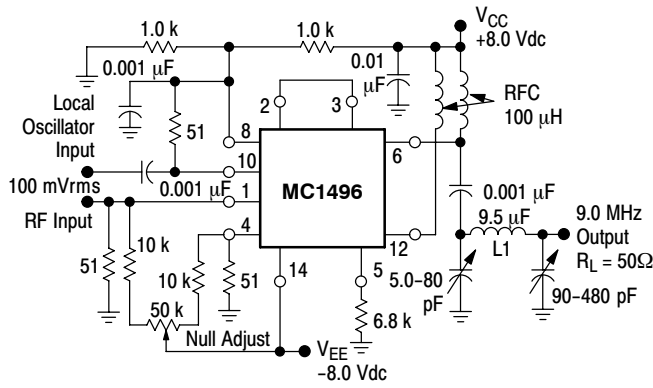 1.0 k
1.0 k
VCC
+8.0 Vdc
0.001 µF
0.01
µF
RFC
100 µH
Local
Oscillator
Input
51
2
3
8
6
10
MC1496
100 mVrms
0.001 µF
1
RF Input
4
12
0.001 µF
9.5 µF
L1
9.0 MHz
Output
RL = 50Ω
51
10 k
10 k
51
14
5
5.0–80
pF
90–480 pF
50 k
Null Adjust
6.8 k
VEE
–8.0 Vdc